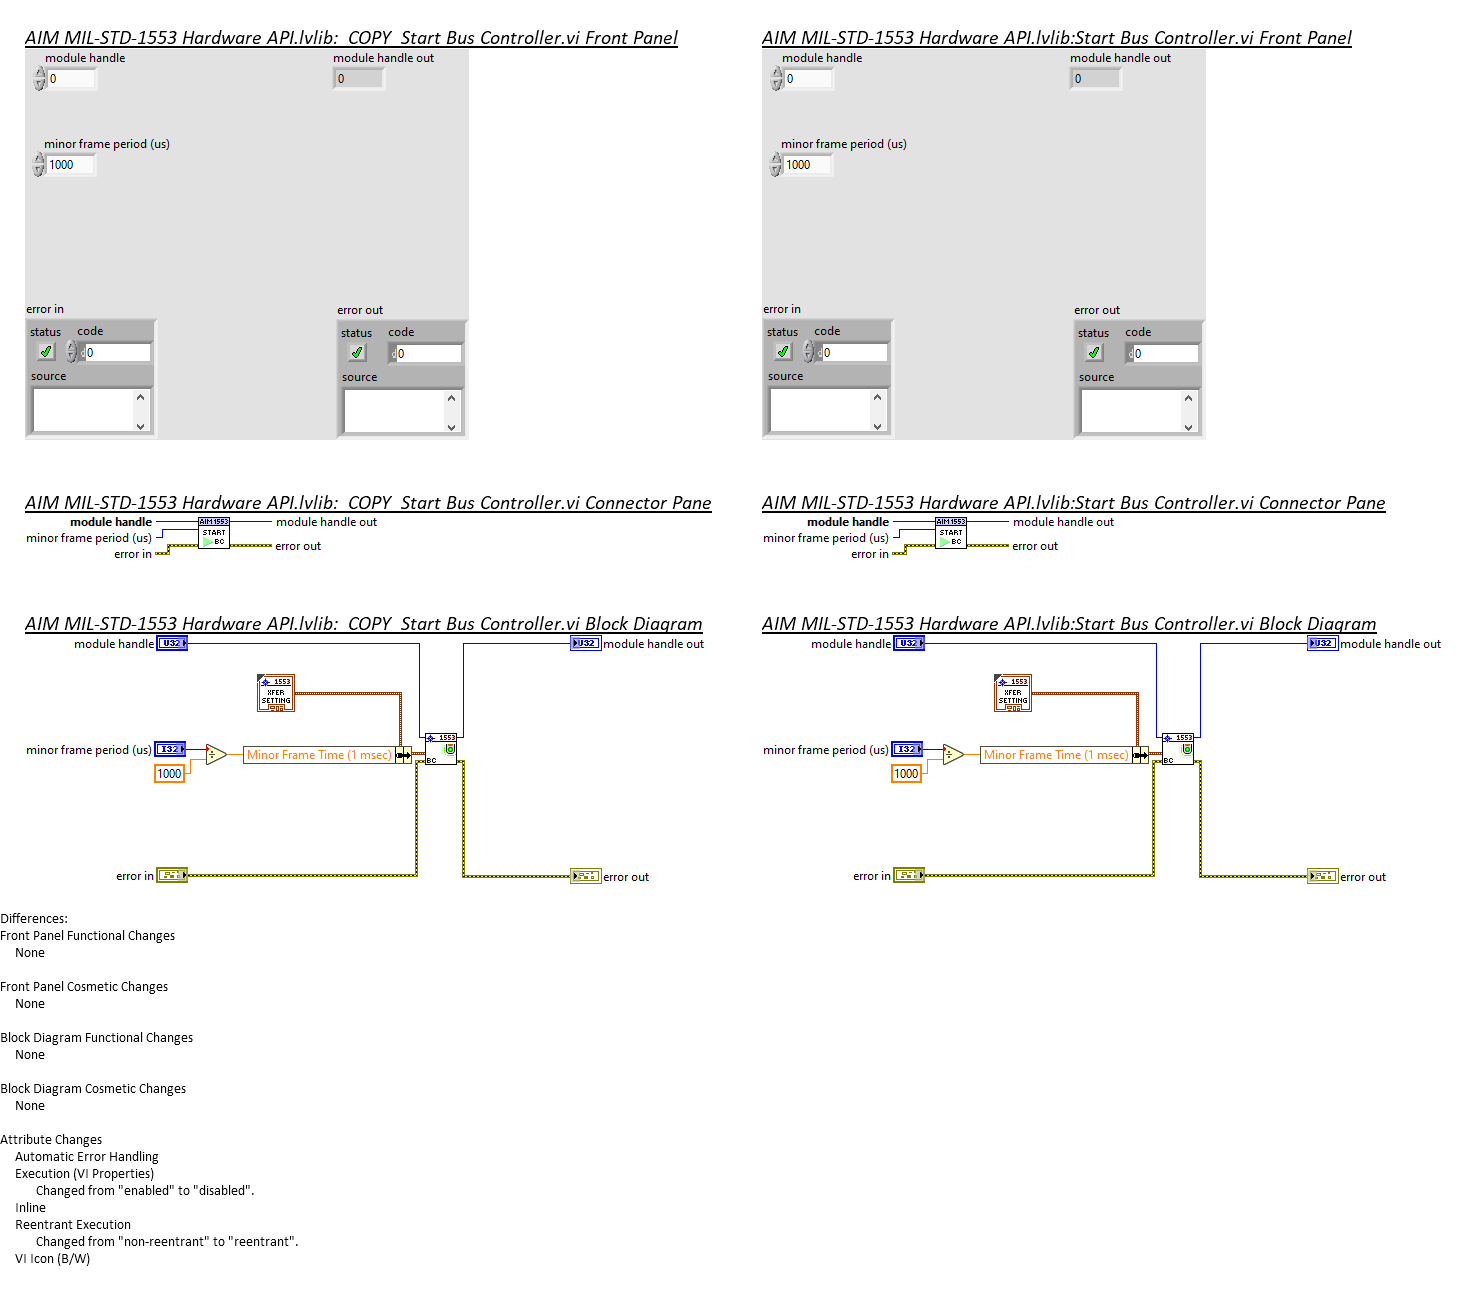 AIM MIL-STD-1553 Hardware API.lvlib:  COPY  Start Bus Controller.vi Front Panel
module handle
module handle out
0
0
minor frame period (us)
1000
error in
error out
status
code
status
code
d0
d0
source
source
AIM MIL-STD-1553 Hardware API.lvlib:Start Bus Controller.vi Front Panel
module handle
module handle out
0
0
minor frame period (us)
1000
error in
error out
status
code
status
code
d0
d0
source
source
AIM MIL-STD-1553 Hardware API.lvlib:  COPY  Start Bus Controller.vi Connector Pane
module handle
AIM1553
module handle out
minor frame period (us)
START
BC
error in
error out
AIM MIL-STD-1553 Hardware API.lvlib:Start Bus Controller.vi Connector Pane
module handle
AIM1553
module handle out
minor frame period (us)
START
BC
error in
error out
AIM MIL-STD-1553 Hardware API.lvlib:  COPY  Start Bus Controller.vi Block Diagram
module handle
U32
U32
module handle out
1553
XFER
SETTING
1553
minor frame period (us)
I32
Minor Frame Time (1 msec)
BC
1000
error in
error out
AIM MIL-STD-1553 Hardware API.lvlib:Start Bus Controller.vi Block Diagram
module handle
U32
U32
module handle out
1553
XFER
SETTING
1553
minor frame period (us)
I32
Minor Frame Time (1 msec)
BC
1000
error in
error out
Differences:
Front Panel Functional Changes
None
Front Panel Cosmetic Changes
None
Block Diagram Functional Changes
None
Block Diagram Cosmetic Changes
None
Attribute Changes
Automatic Error Handling
Execution (VI Properties)
Changed from "enabled" to "disabled".
Inline
Reentrant Execution
Changed from "non-reentrant" to "reentrant".
VI Icon (B/W)